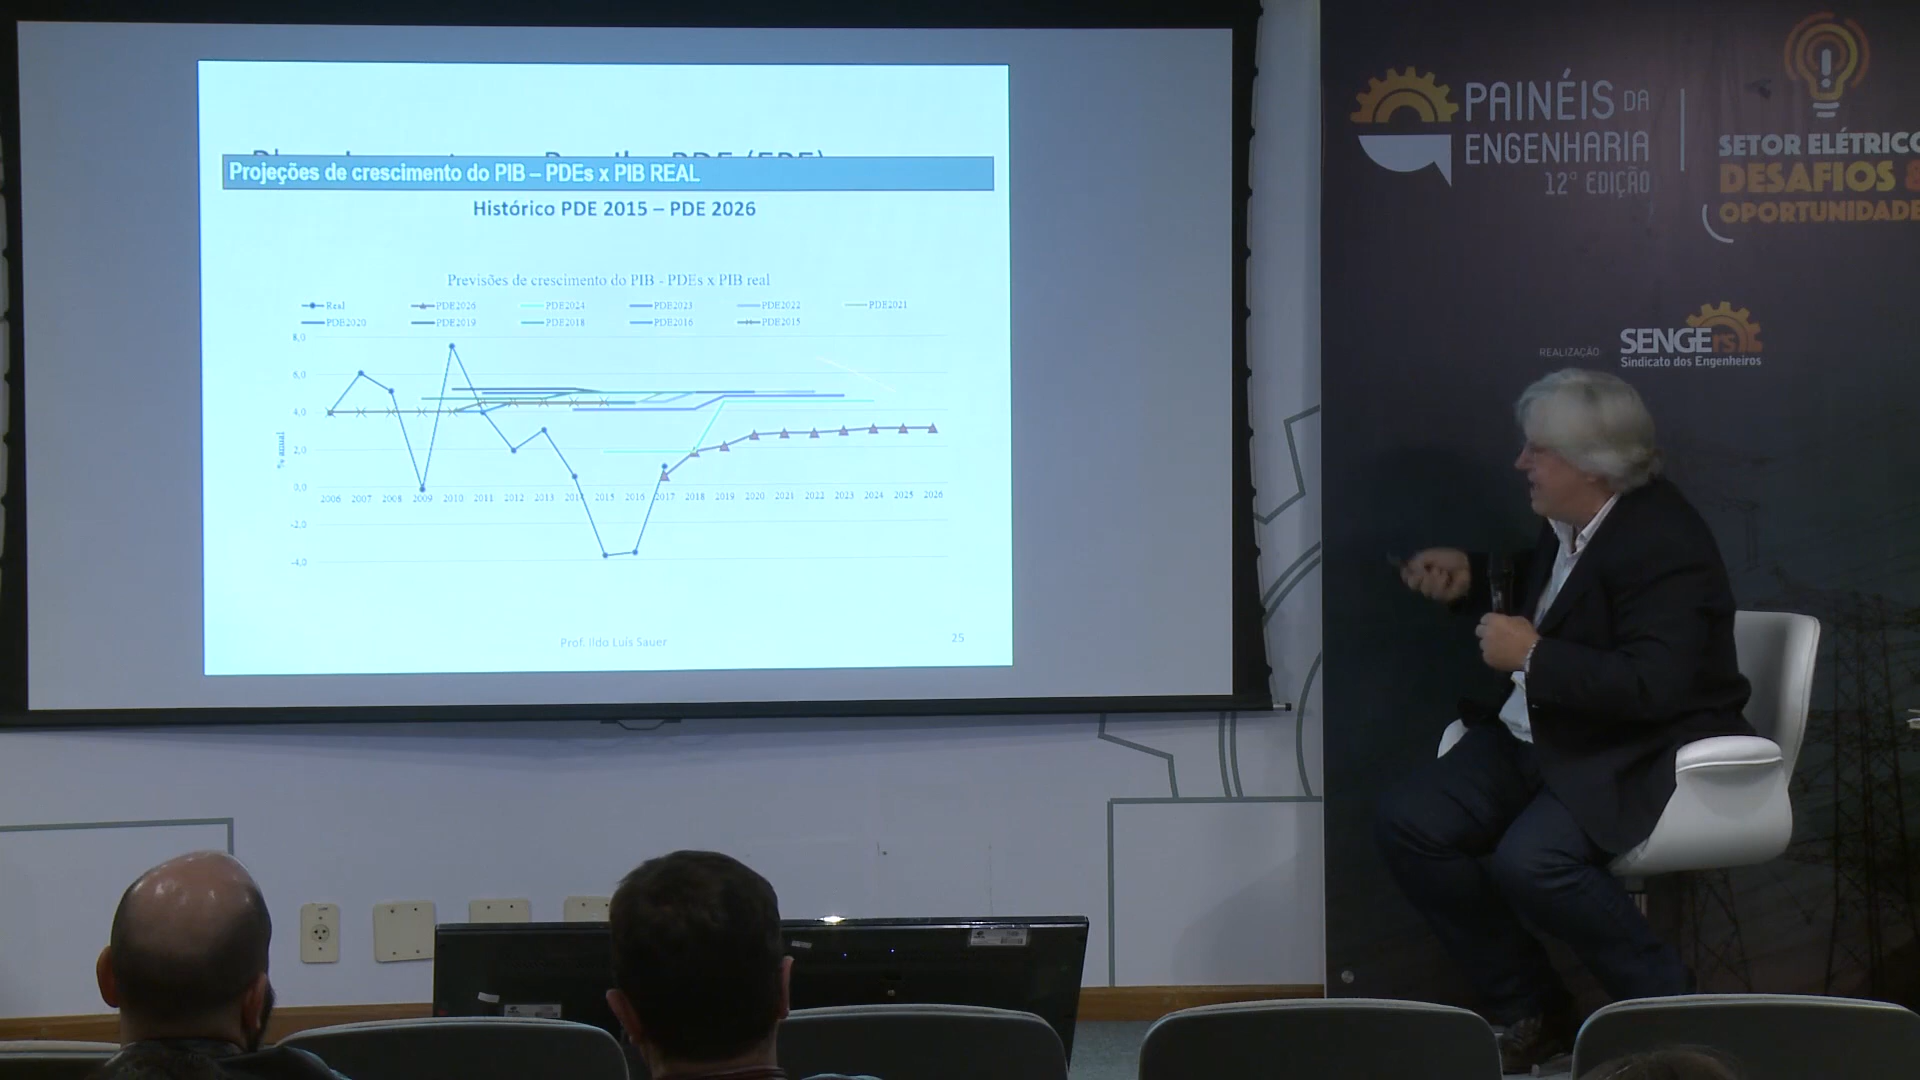 Projeções de crescimento do PIB – PDEs x PIB REAL
Histórico PDE 2015 – PDE 2026
Previsões de crescimento do PIB - PDEs x PIB real
Real PDE2026 PDE2024 PDE2023 PDE2022 PDE2021
PDE2020 PDE2019 PDE2018 PDE2016 PDE2015
8,0
6,0
4,0
2,0
0,0
-2,0
-4,0
% anual
2006 2007 2008 2009 2010 2011 2012 2013 2014 2015 2016 2017 2018 2019 2020 2021 2022 2023 2024 2025 2026
Prof. Ildo Luís Sauer
25
PAINÉIS DA
ENGENHARIA
12ª EDIÇÃO
SETOR ELÉTRICO
DESAFIOS &
OPORTUNIDADE
REALIZAÇÃO:
SENGE rs
Sindicato dos Engenheiros